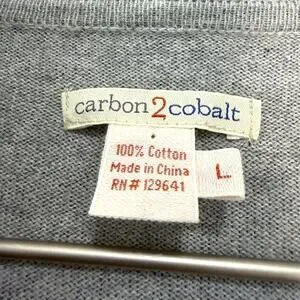 carbon2cobalt
100% Cotton
Made in China
RN# 129641
L